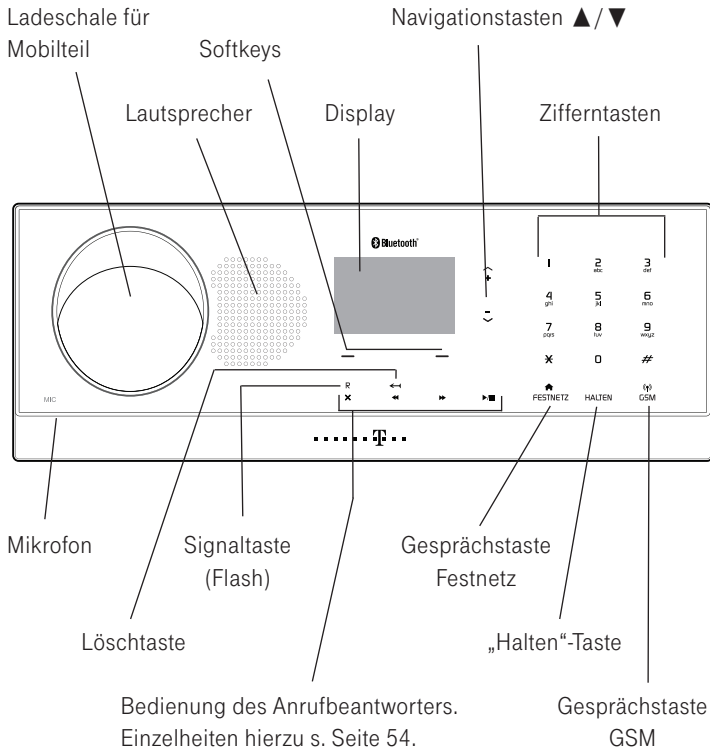 Ladeschale für
Mobilteil
Softkeys
Navigationstasten ▲/▼
Lautsprecher
Display
Zifferntasten
Bluetooth
+
-
1
2
abc
3
def
4
ghi
5
jkl
6
mno
7
pqrs
8
tuv
9
wxyz
*
0
#
MIC
R
FESTNETZ
HALTEN
GSM
T
Mikrofon
Signaltaste
(Flash)
Gesprächstaste
Festnetz
Löschtaste
„Halten“-Taste
Bedienung des Anrufbeantworters.
Einzelheiten hierzu s. Seite 54.
Gesprächstaste
GSM